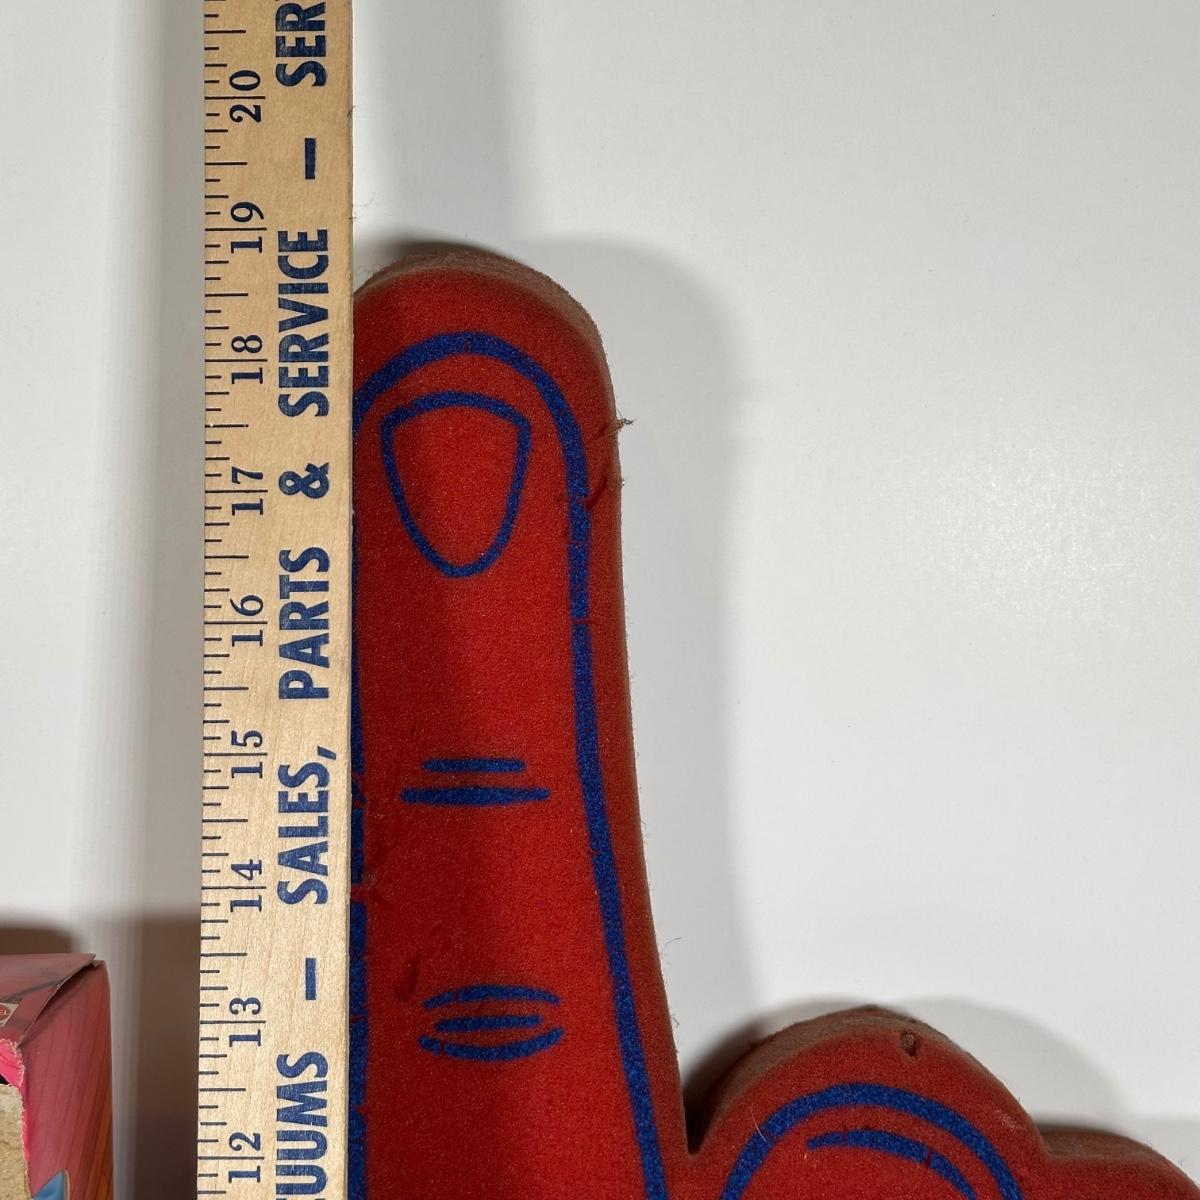 UUMS – SALES, PARTS & SERVICE – SER
12 13 14 15 16 17 18 19 20